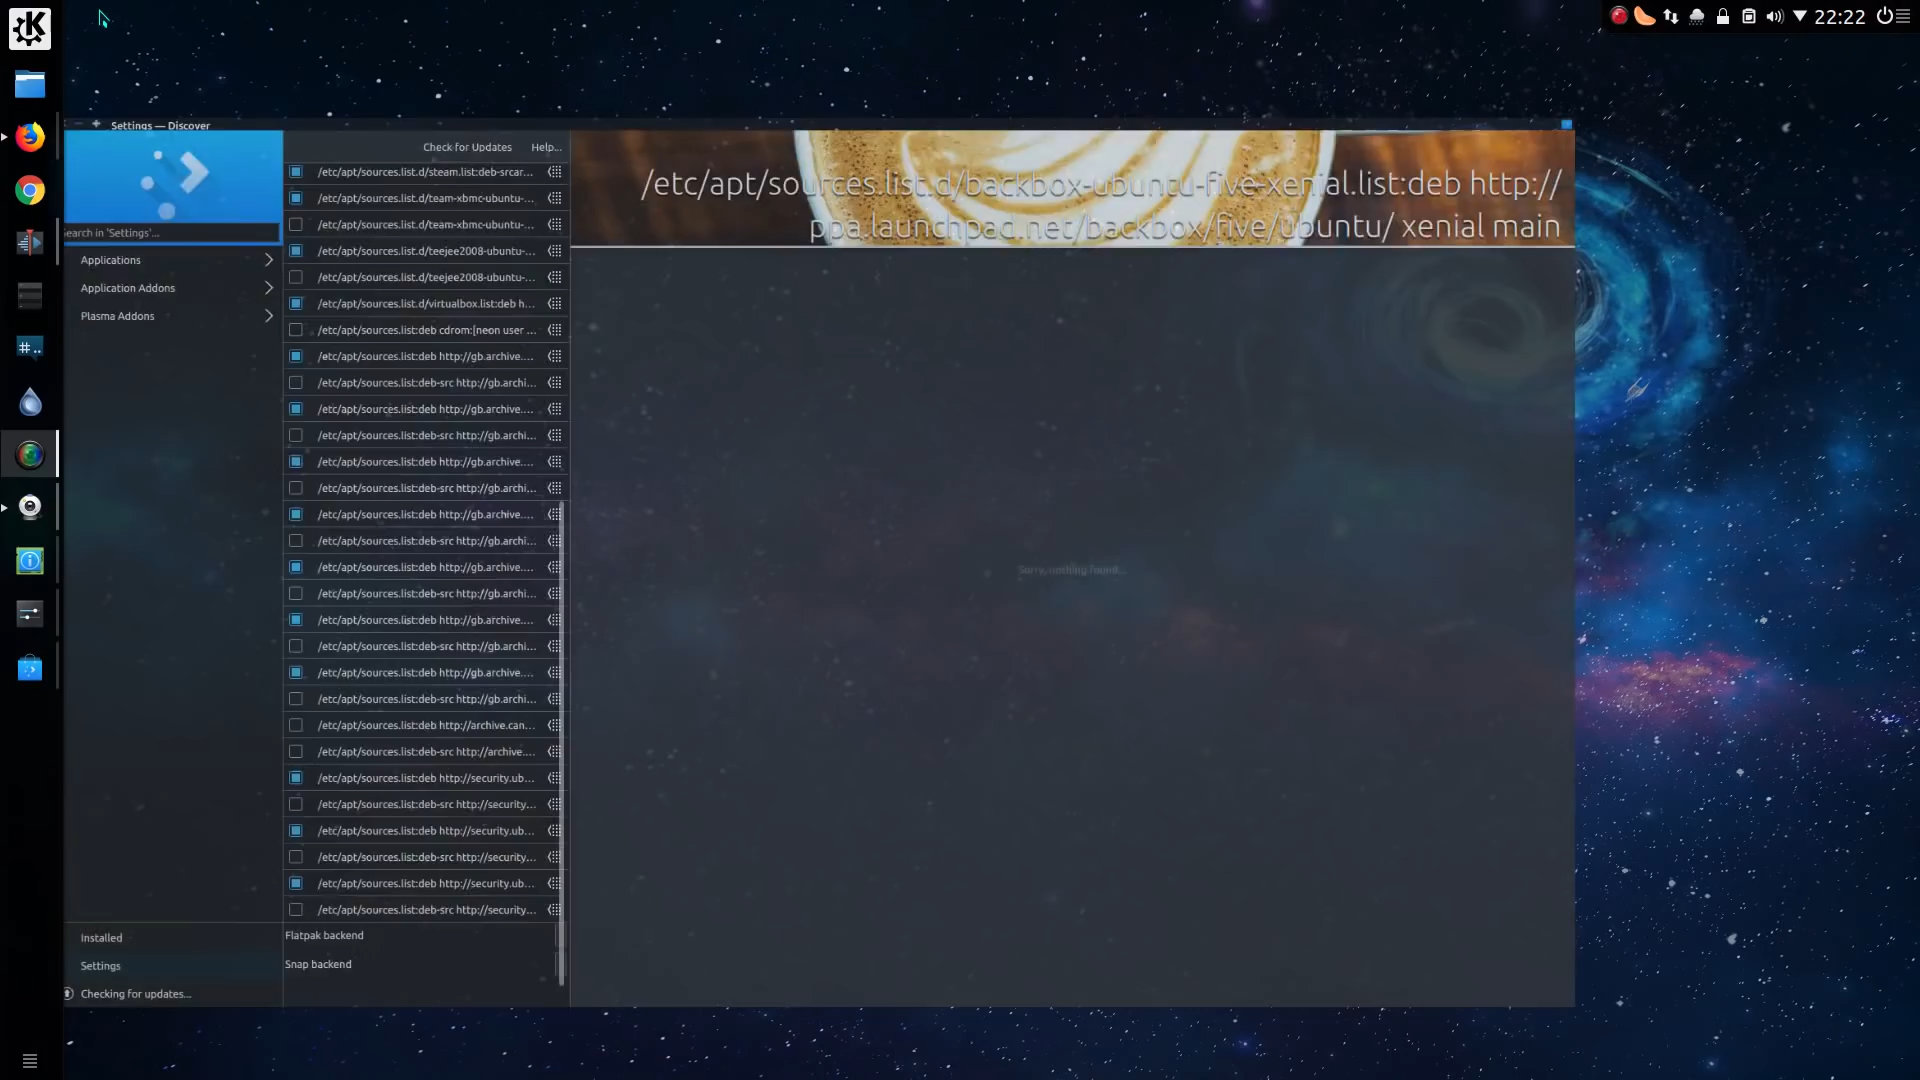 22:22
Settings — Discover
Search in 'Settings'...
Applications
Application Addons
Plasma Addons
Installed
Settings
Checking for updates...
Check for Updates Help...
/etc/apt/sources.list.d/steam.list:deb-srcar...
/etc/apt/sources.list.d/team-xbmc-ubuntu-...
/etc/apt/sources.list.d/team-xbmc-ubuntu-...
/etc/apt/sources.list.d/teejee2008-ubuntu-...
/etc/apt/sources.list.d/teejee2008-ubuntu-...
/etc/apt/sources.list.d/virtualbox.list:deb h...
/etc/apt/sources.list:deb cdrom:[neon user ...
/etc/apt/sources.list:deb http://gb.archive....
/etc/apt/sources.list:deb-src http://gb.archi...
/etc/apt/sources.list:deb http://gb.archive....
/etc/apt/sources.list:deb-src http://gb.archi...
/etc/apt/sources.list:deb http://gb.archive....
/etc/apt/sources.list:deb-src http://gb.archi...
/etc/apt/sources.list:deb http://gb.archive....
/etc/apt/sources.list:deb-src http://gb.archi...
/etc/apt/sources.list:deb http://gb.archive....
/etc/apt/sources.list:deb-src http://gb.archi...
/etc/apt/sources.list:deb http://gb.archive....
/etc/apt/sources.list:deb-src http://gb.archi...
/etc/apt/sources.list:deb http://gb.archive....
/etc/apt/sources.list:deb-src http://gb.archi...
/etc/apt/sources.list:deb http://archive.can...
/etc/apt/sources.list:deb-src http://archive....
/etc/apt/sources.list:deb http://security.ub...
/etc/apt/sources.list:deb-src http://security...
/etc/apt/sources.list:deb http://security.ub...
/etc/apt/sources.list:deb-src http://security...
/etc/apt/sources.list:deb http://security.ub...
/etc/apt/sources.list:deb-src http://security...
Flatpak backend
Snap backend
/etc/apt/sources.list.d/backbox-ubuntu-five-xenial.list:deb http://
ppa.launchpad.net/backbox/five/ubuntu/ xenial main
Sorry, nothing found...